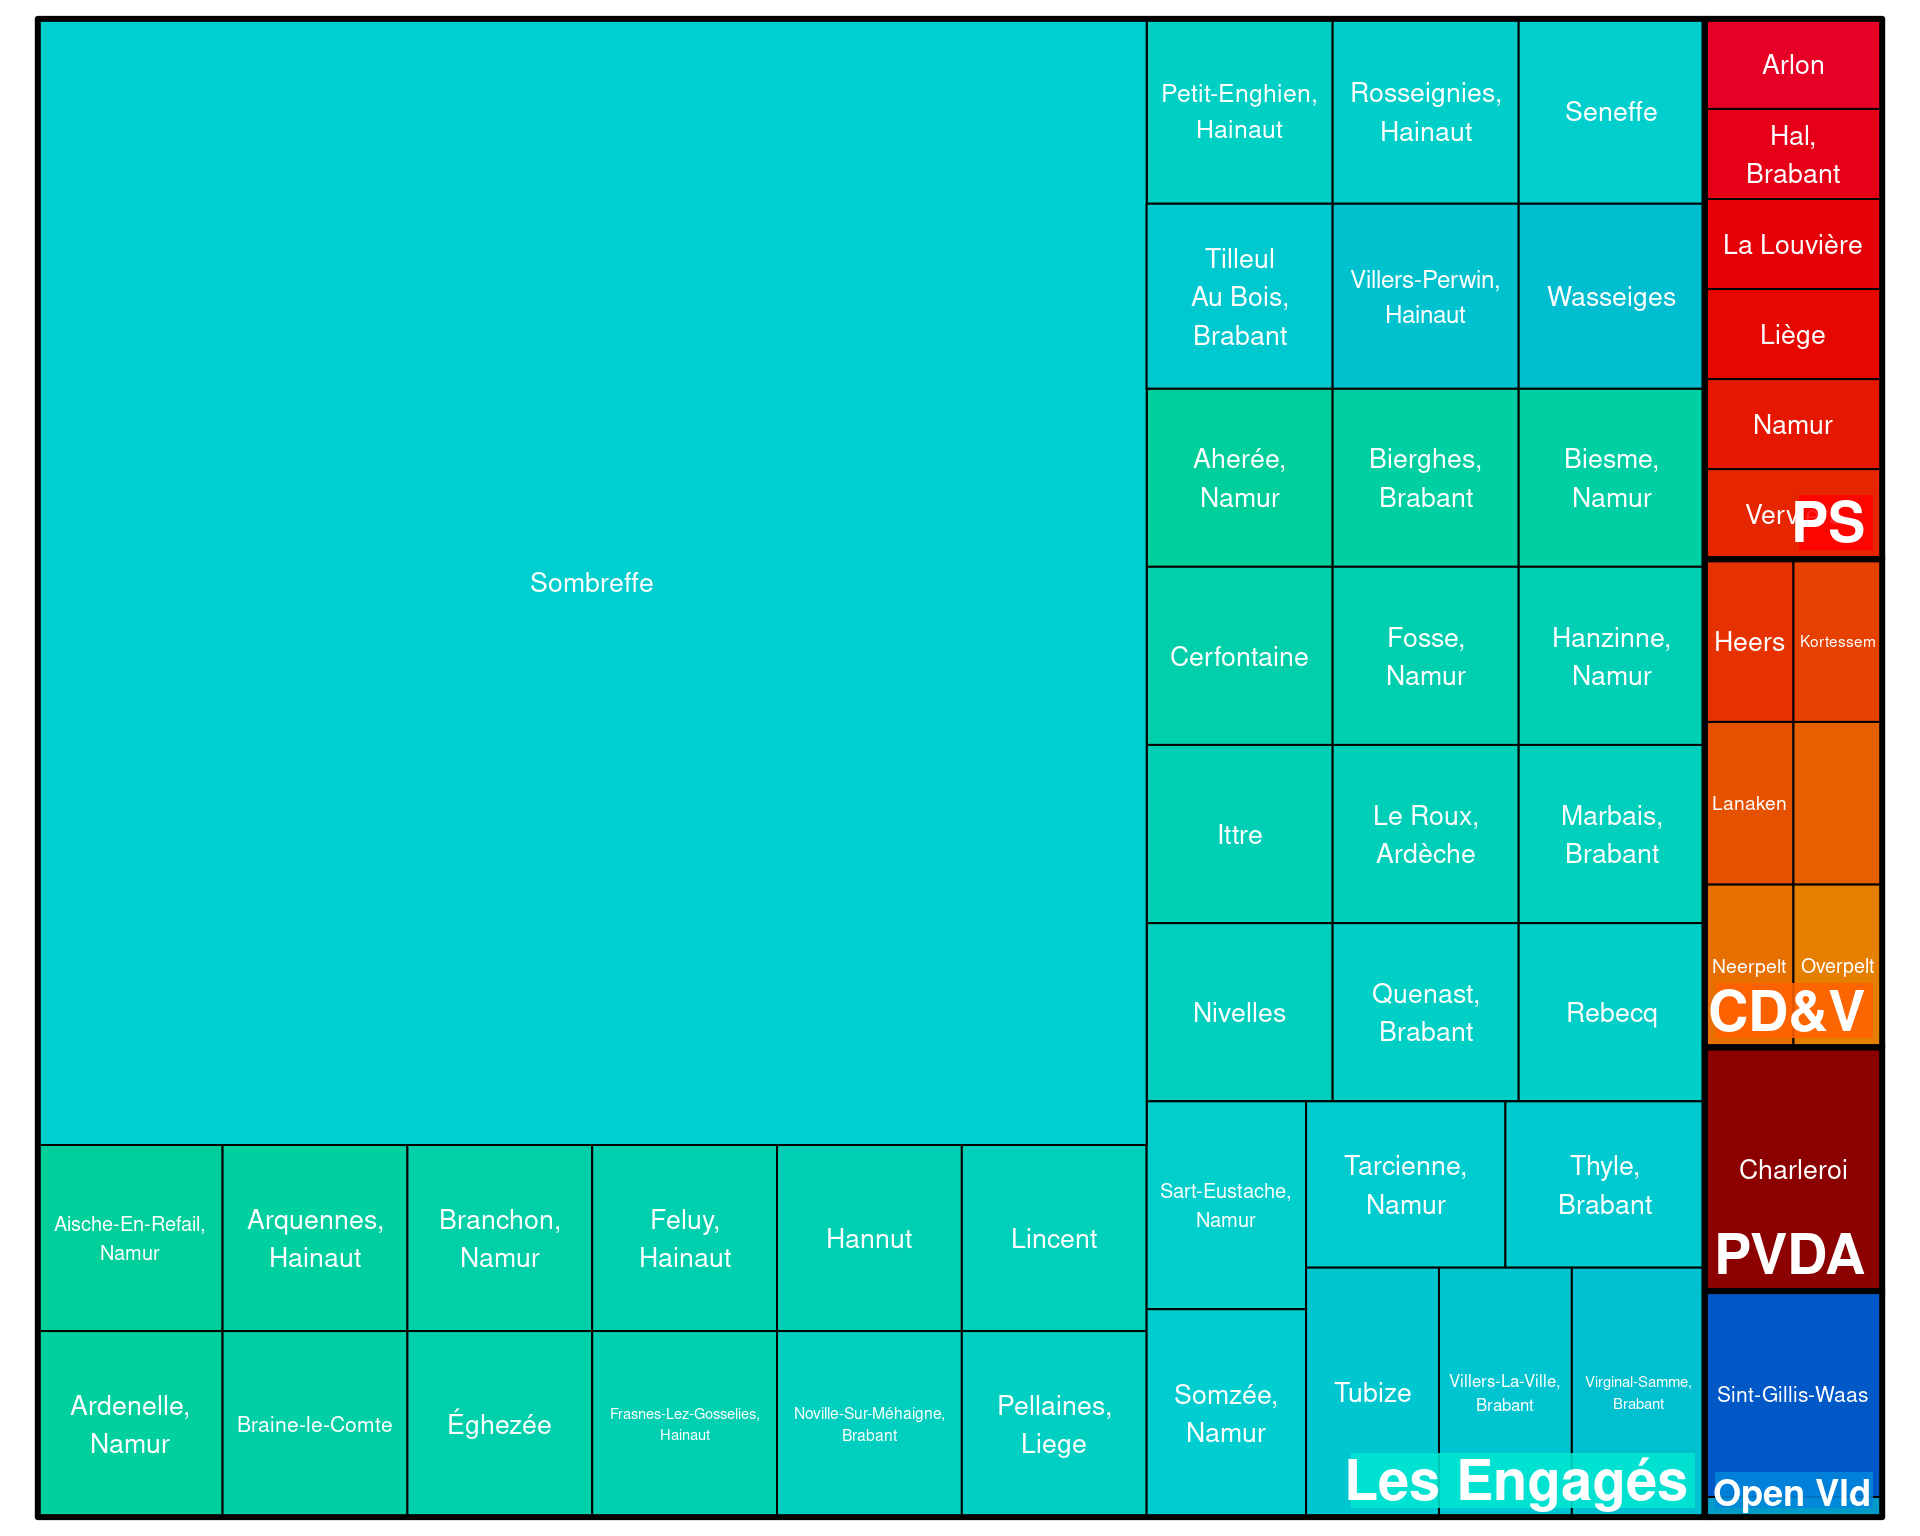 Sombreffe
Petit-Enghien,
Hainaut
Rosseignies,
Hainaut
Seneffe
Tilleul
Au Bois,
Brabant
Villers-Perwin,
Hainaut
Wasseiges
Aherée,
Namur
Bierghes,
Brabant
Biesme,
Namur
Cerfontaine
Fosse,
Namur
Hanzinne,
Namur
Ittre
Le Roux,
Ardèche
Marbais,
Brabant
Nivelles
Quenast,
Brabant
Rebecq
Aische-En-Refail,
Namur
Arquennes,
Hainaut
Branchon,
Namur
Feluy,
Hainaut
Hannut
Lincent
Ardenelle,
Namur
Braine-le-Comte
Éghezée
Frasnes-Lez-Gosselies,
Hainaut
Noville-Sur-Méhaigne,
Brabant
Pellaines,
Liege
Sart-Eustache,
Namur
Tarcienne,
Namur
Thyle,
Brabant
Somzée,
Namur
Tubize
Villers-La-Ville,
Brabant
Virginal-Samme,
Brabant
Les Engagés
Arlon
Hal,
Brabant
La Louvière
Liège
Namur
PS
Heers
Kortessem
Lanaken
Neerpelt
Overpelt
CD&V
Charleroi
PVDA
Sint-Gillis-Waas
Open Vld